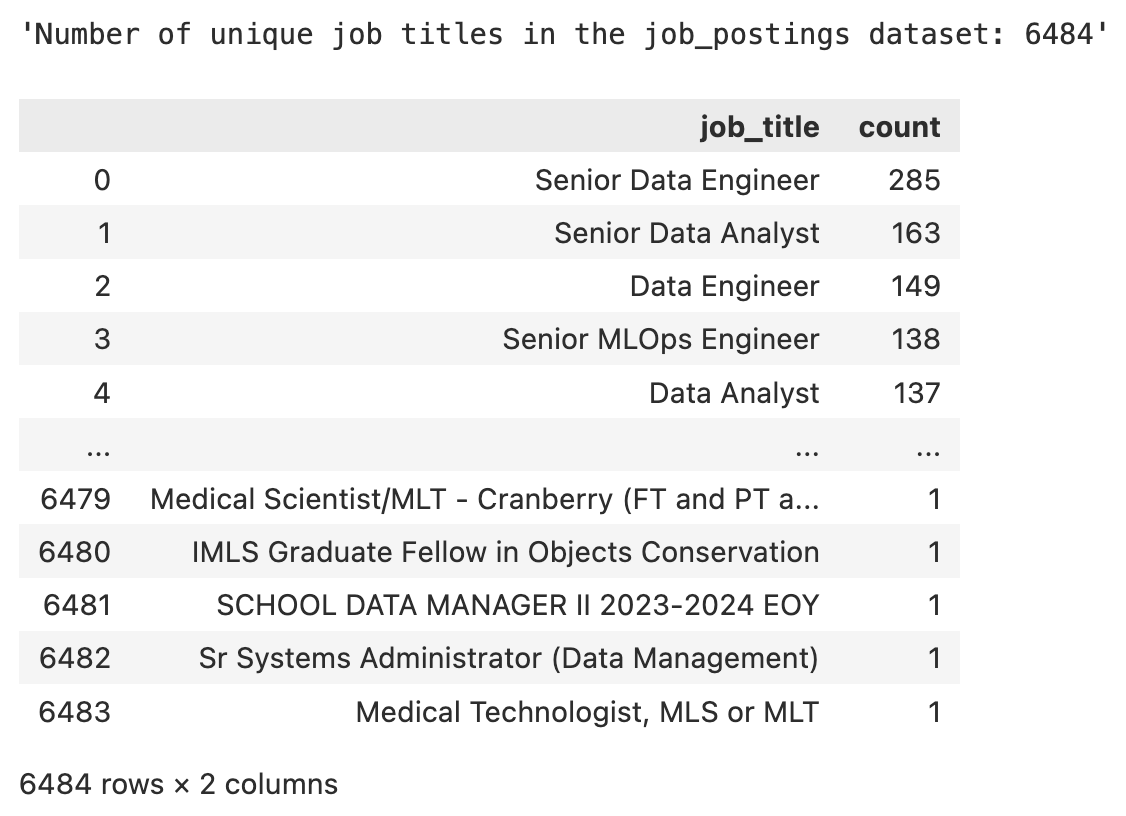 'Number of unique job titles in the job_postings dataset: 6484'
job_title count
0 Senior Data Engineer 285
1 Senior Data Analyst 163
2 Data Engineer 149
3 Senior MLOps Engineer 138
4 Data Analyst 137
... ... ...
6479 Medical Scientist/MLT - Cranberry (FT and PT a... 1
6480 IMLS Graduate Fellow in Objects Conservation 1
6481 SCHOOL DATA MANAGER II 2023-2024 EOY 1
6482 Sr Systems Administrator (Data Management) 1
6483 Medical Technologist, MLS or MLT 1
6484 rows × 2 columns